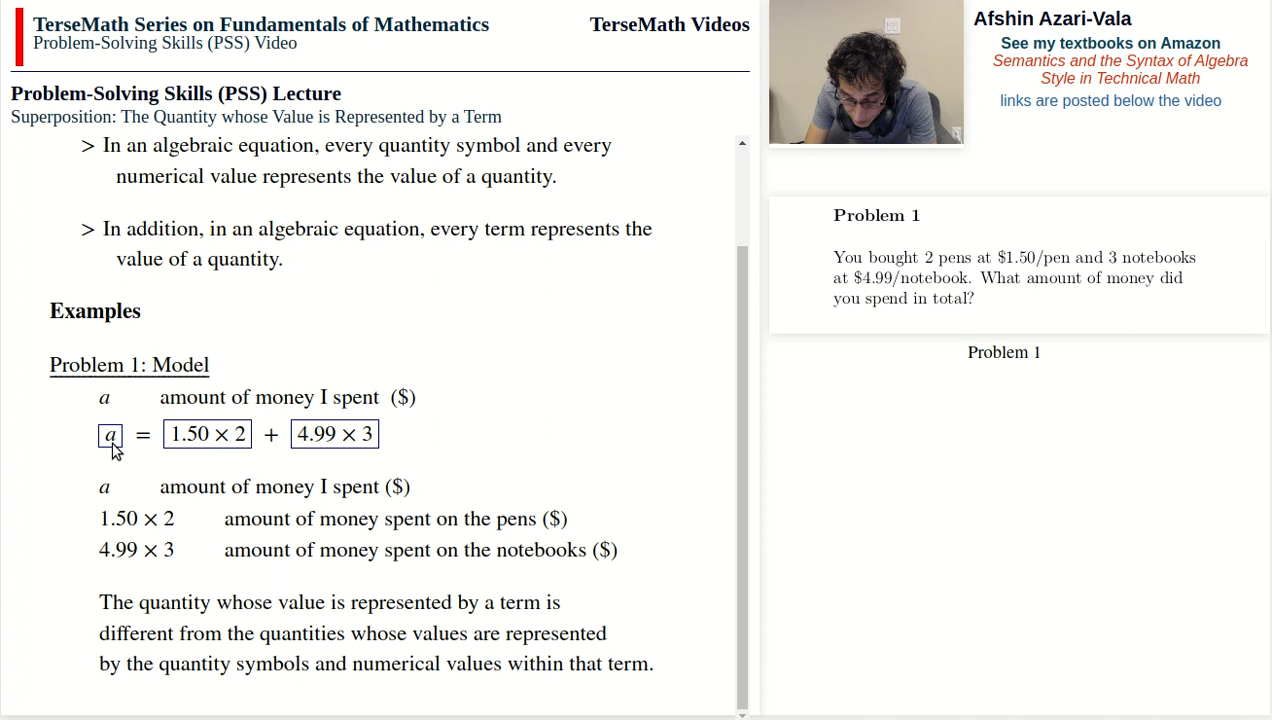 TerseMath Series on Fundamentals of Mathematics
Problem-Solving Skills (PSS) Video
TerseMath Videos
Problem-Solving Skills (PSS) Lecture
Superposition: The Quantity whose Value is Represented by a Term
> In an algebraic equation, every quantity symbol and every
numerical value represents the value of a quantity.
> In addition, in an algebraic equation, every term represents the
value of a quantity.
Examples
Problem 1: Model
a amount of money I spent ($)
a = 1.50 × 2 + 4.99 × 3
a amount of money I spent ($)
1.50 × 2 amount of money spent on the pens ($)
4.99 × 3 amount of money spent on the notebooks ($)
The quantity whose value is represented by a term is
different from the quantities whose values are represented
by the quantity symbols and numerical values within that term.
Afshin Azari-Vala
See my textbooks on Amazon
Semantics and the Syntax of Algebra
Style in Technical Math
links are posted below the video
Problem 1
You bought 2 pens at $1.50/pen and 3 notebooks
at $4.99/notebook. What amount of money did
you spend in total?
Problem 1